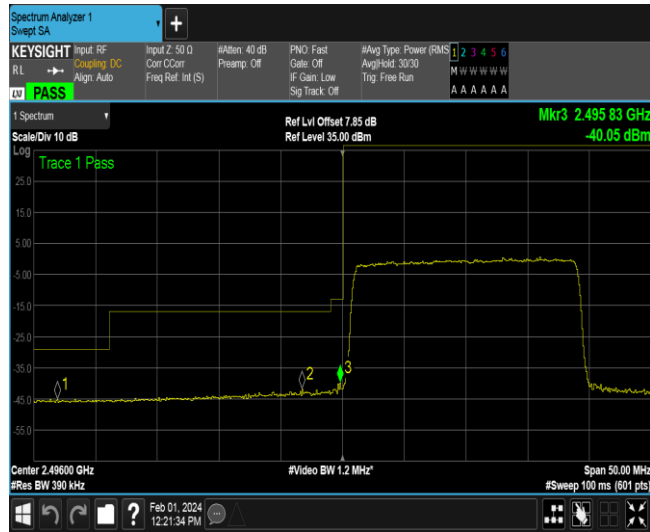 Spectrum Analyzer 1
Swept SA
+
KEYSIGHT
RL
LXI PASS
Input: RF
Coupling: DC
Align: Auto
Input Z: 50 Ω
Corr CCorr
Freq Ref: Int (S)
#Atten: 40 dB
Preamp: Off
PNO: Fast
Gate: Off
IF Gain: Low
Sig Track: Off
#Avg Type: Power (RMS
Avg|Hold: 30/30
Trig: Free Run
1 2 3 4 5 6
M W W W W W
A A A A A A
1 Spectrum
Scale/Div 10 dB
Ref Lvl Offset 7.85 dB
Ref Level 35.00 dBm
Mkr3 2.495 83 GHz
-40.05 dBm
Log
Trace 1 Pass
25.0
15.0
5.00
-5.00
-15.0
-25.0
-35.0
-45.0
-55.0
1
2
3
Center 2.49600 GHz
#Res BW 390 kHz
#Video BW 1.2 MHz*
Span 50.00 MHz
#Sweep 100 ms (601 pts)
?
Feb 01, 2024
12:21:34 PM